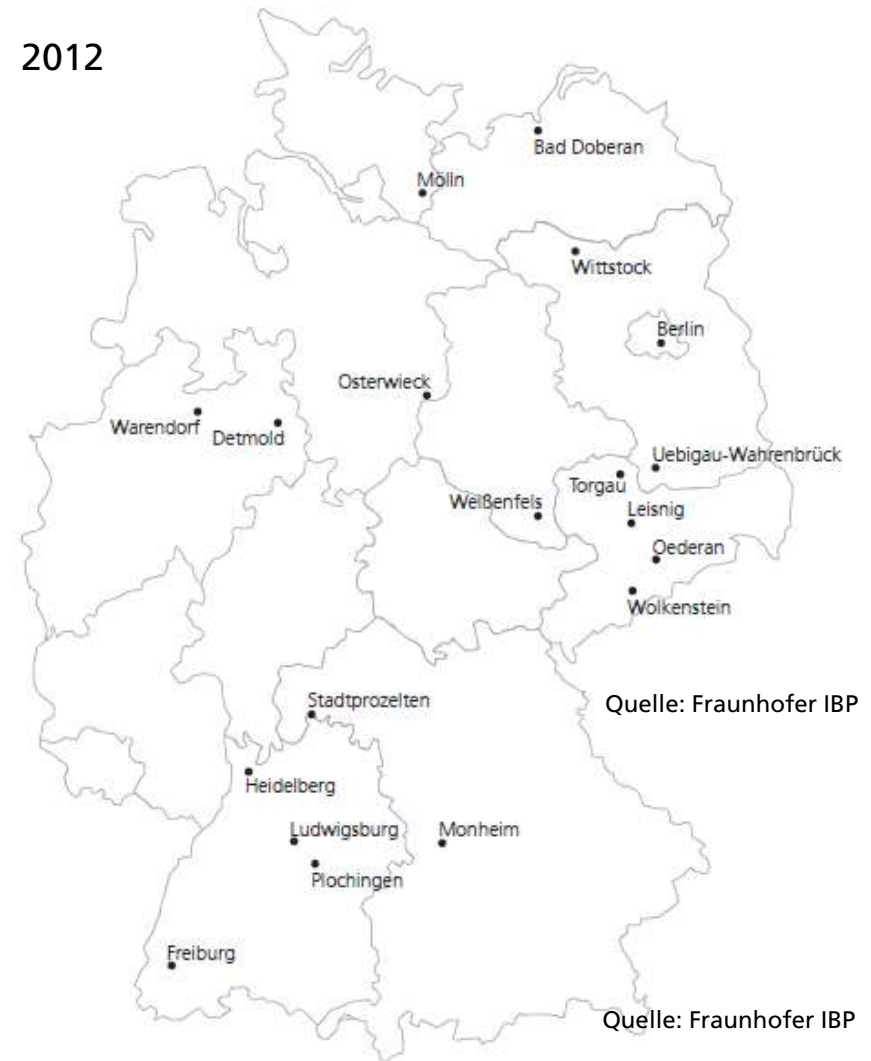 2012
Bad Doberan
Mölln
Wittstock
Berlin
Osterwieck
Warendorf
Detmold
Uebigau-Wahrenbrück
Torgau
Weißenfels
Leisnig
Oederan
Wolkenstein
Stadtprozelten
Quelle: Fraunhofer IBP
Heidelberg
Ludwigsburg
Monheim
Plochingen
Freiburg
Quelle: Fraunhofer IBP